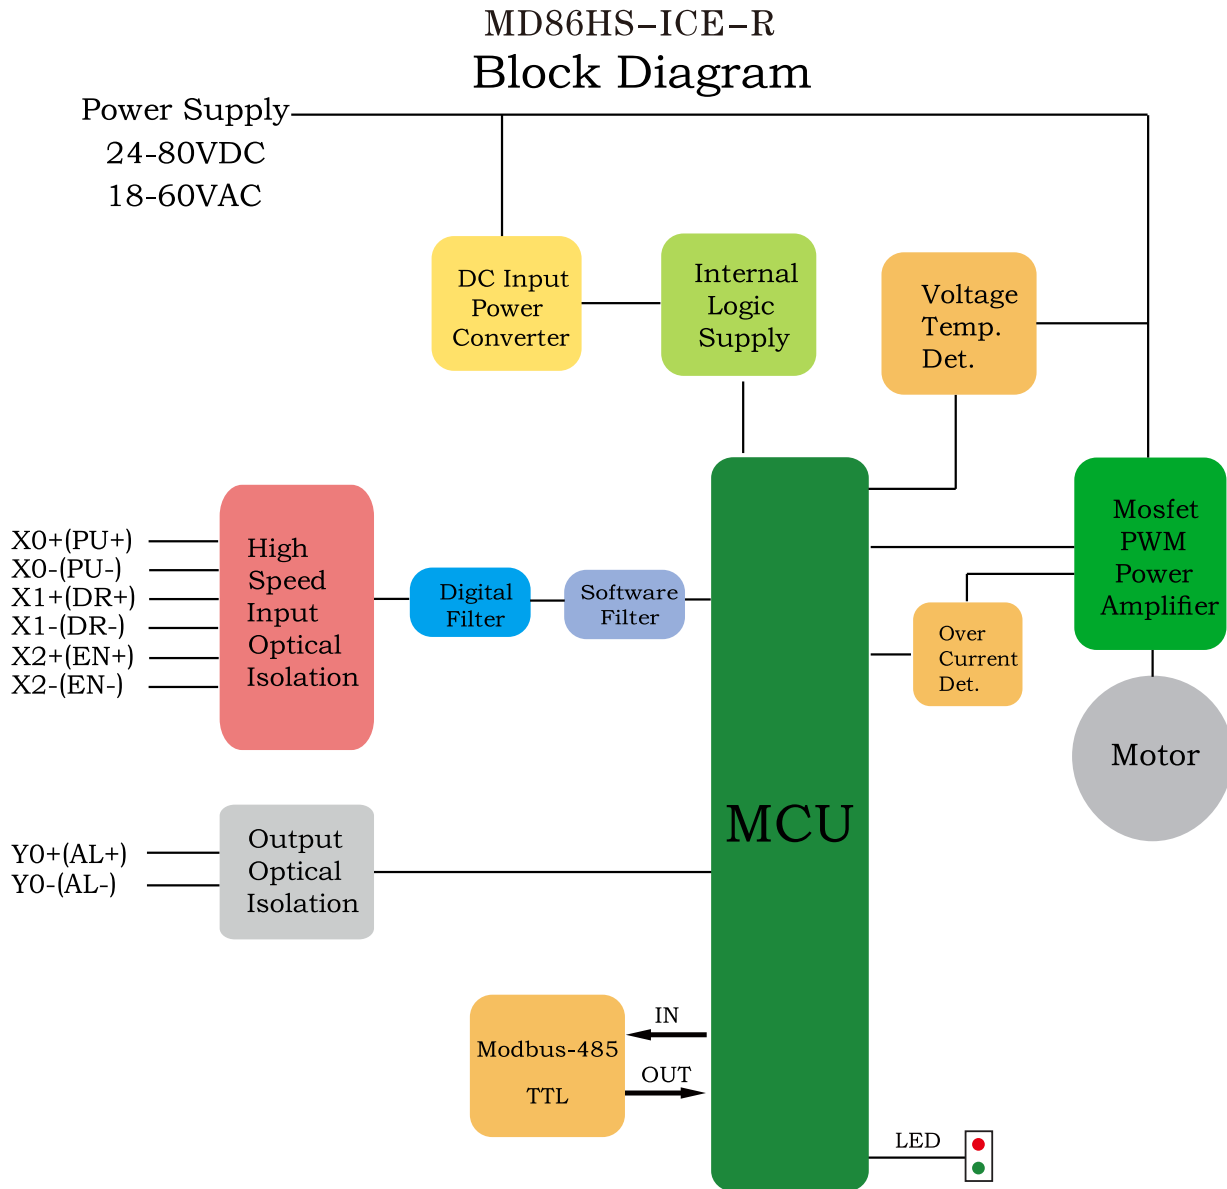 MD86HS-ICE-R
Block Diagram
Power Supply
24-80VDC
18-60VAC
DC Input
Power
Converter
Internal
Logic
Supply
Voltage
Temp.
Det.
X0+(PU+)
X0-(PU-)
X1+(DR+)
X1-(DR-)
X2+(EN+)
X2-(EN-)
High
Speed
Input
Optical
Isolation
Digital
Filter
Software
Filter
Mosfet
PWM
Power
Amplifier
Over
Current
Det.
Motor
MCU
Y0+(AL+)
Y0-(AL-)
Output
Optical
Isolation
Modbus-485
TTL
IN
OUT
LED